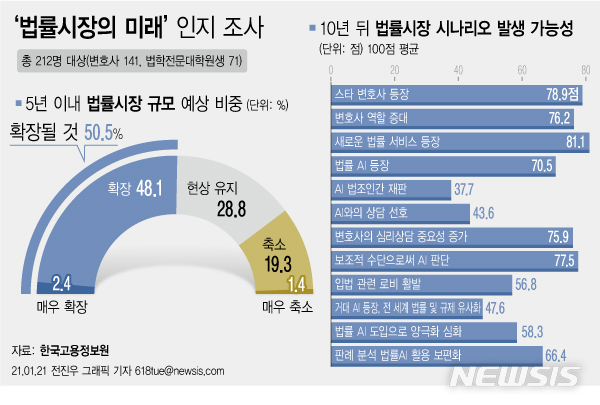 ‘법률시장의 미래’ 인지 조사
총 212명 대상(변호사 141, 법학전문대학원생 71)
5년 이내 법률시장 규모 예상 비중 (단위: %)
확장될 것 50.5%
확장 48.1
현상 유지
28.8
축소
19.3
2.4
1.4
매우 확장
매우 축소
자료: 한국고용정보원
21.01.21 전진우 그래픽 기자 618tue@newsis.com
10년 뒤 법률시장 시나리오 발생 가능성
(단위: 점) 100점 평균
0 10 20 30 40 50 60 70 80
스타 변호사 등장 78.9점
변호사 역할 증대 76.2
새로운 법률 서비스 등장 81.1
법률 AI 등장 70.5
AI 법조인간 재판 37.7
AI와의 상담 선호 43.6
변호사의 심리상담 중요성 증가 75.9
보조적 수단으로써 AI 판단 77.5
입법 관련 로비 활발 56.8
거대 AI 등장, 전 세계 법률 및 규제 유사화 47.6
법률 AI 도입으로 양극화 심화 58.3
판례 분석 법률AI 활용 보편화 66.4
NEWSIS